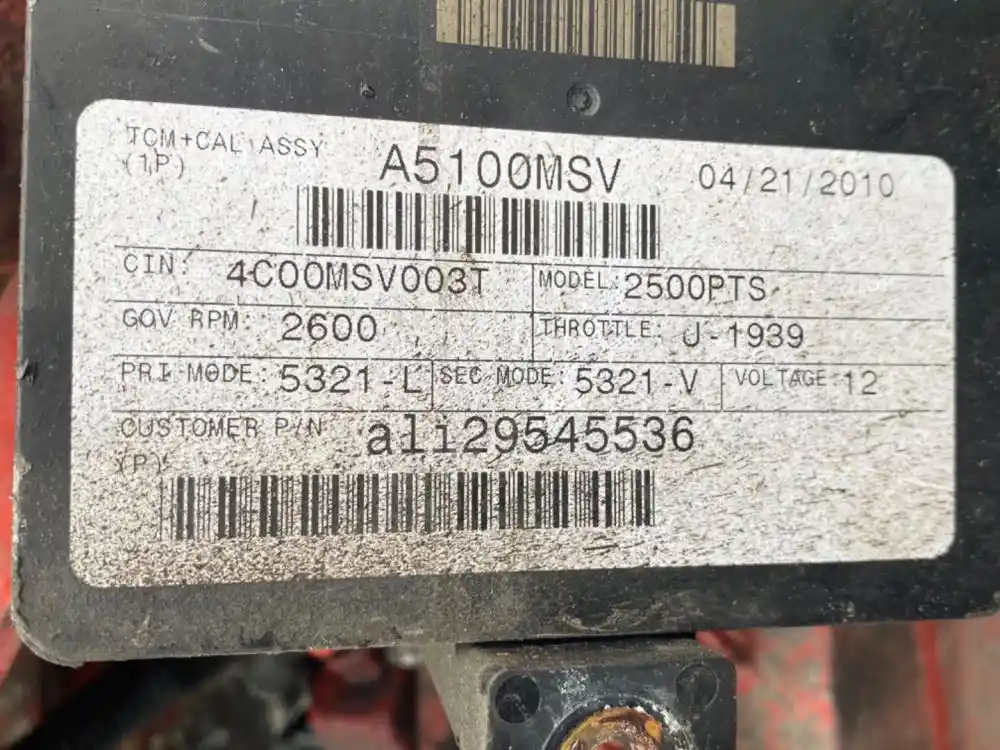 TCM+CAL ASSY
(1P)
A5100MSV
04/21/2010
CIN: 4C00MSV003T MODEL: 2500PTS
GOV RPM: 2600 THROTTLE: J-1939
PRI MODE: 5321-L SEC MODE: 5321-V VOLTAGE 12
CUSTOMER P/N ali29545536
(P)